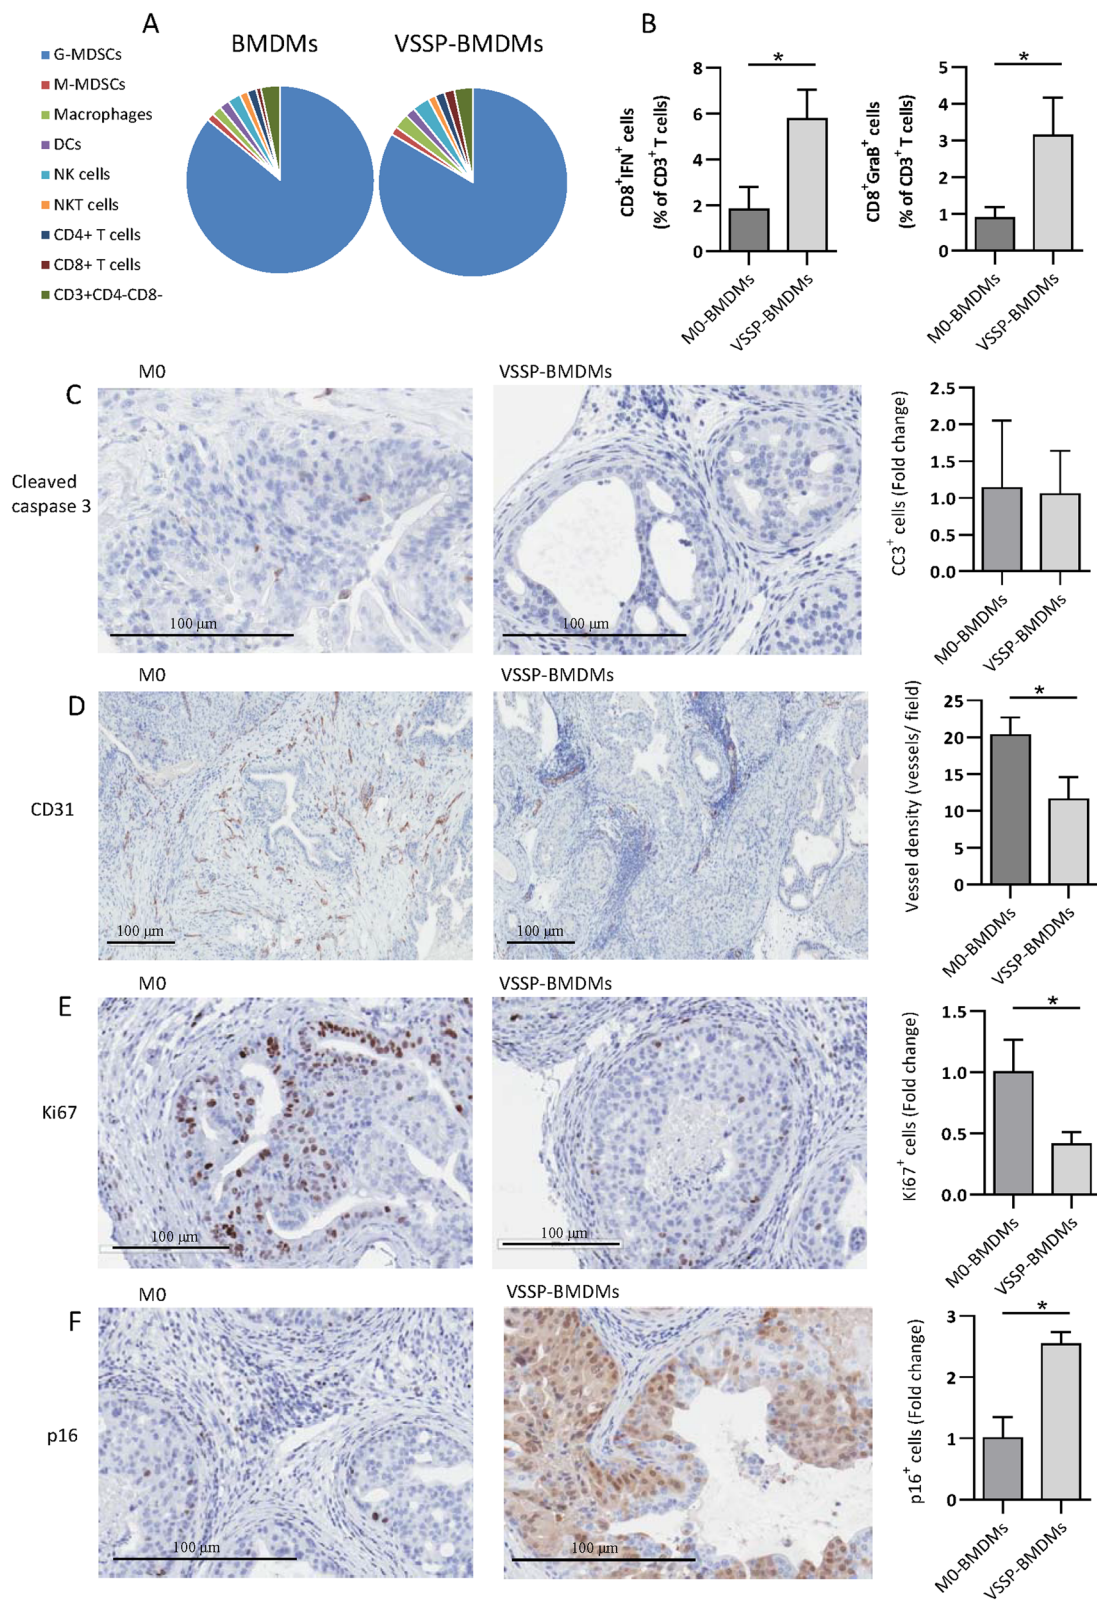 A
BMDMs
VSSP-BMDMs
G-MDSCs
M-MDSCs
Macrophages
DCs
NK cells
NKT cells
CD4+ T cells
CD8+ T cells
CD3+CD4-CD8-
B
CD8+IFN+ cells
(% of CD3+ T cells)
8
6
4
2
0
*
M0-BMDMs
VSSP-BMDMs
CD8+GraB+ cells
(% of CD3+ T cells)
5
4
3
2
1
0
*
M0-BMDMs
VSSP-BMDMs
C
M0
VSSP-BMDMs
Cleaved
caspase 3
100 µm
100 µm
CC3+ cells (Fold change)
2.5
2.0
1.5
1.0
0.5
0.0
M0-BMDMs
VSSP-BMDMs
D
M0
VSSP-BMDMs
CD31
100 µm
100 µm
Vessel density (vessels/ field)
25
20
15
10
5
0
*
M0-BMDMs
VSSP-BMDMs
E
M0
VSSP-BMDMs
Ki67
100 µm
100 µm
Ki67+ cells (Fold change)
1.5
1.0
0.5
0.0
*
M0-BMDMs
VSSP-BMDMs
F
M0
VSSP-BMDMs
p16
100 µm
100 µm
p16+ cells (Fold change)
3
2
1
0
*
M0-BMDMs
VSSP-BMDMs